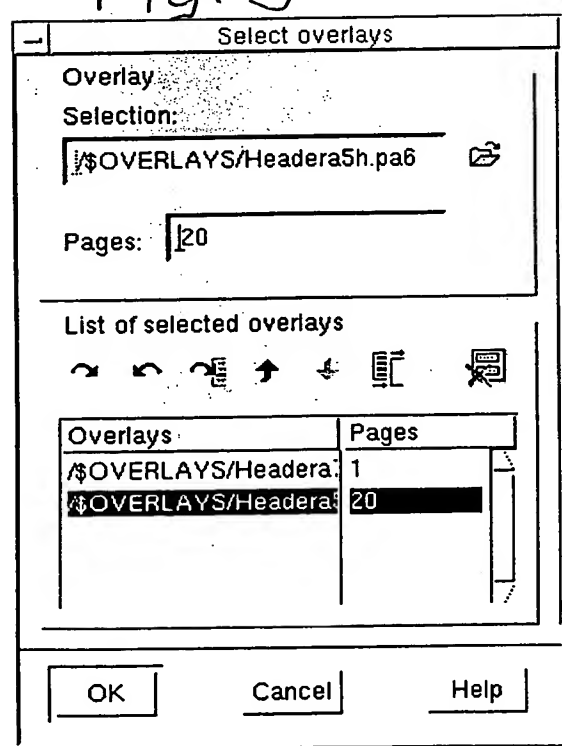 Select overlays
Overlay
Selection:
/$OVERLAYS/Headera5h.pa6
Pages: 20
List of selected overlays
Overlays Pages
/$OVERLAYS/Headera 1
/$OVERLAYS/Headera5 20
OK Cancel Help